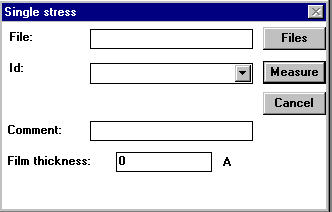 Single stress
File:
Files
Id:
Measure
Cancel
Comment:
Film thickness: 0 A